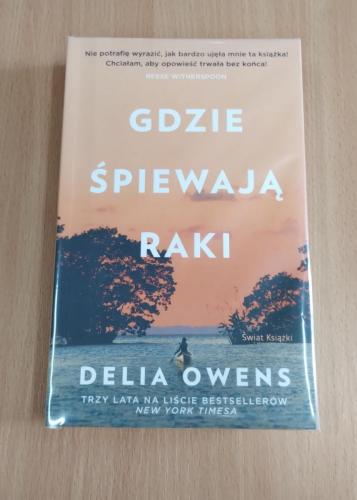 Nie potrafię wyrazić, jak bardzo ujęła mnie ta książka!
Chciałam, aby opowieść trwała bez końca!
REESE WITHERSPOON
GDZIE
ŚPIEWAJĄ
RAKI
Świat Książki
DELIA OWENS
TRZY LATA NA LIŚCIE BESTSELLERÓW
NEW YORK TIMESA